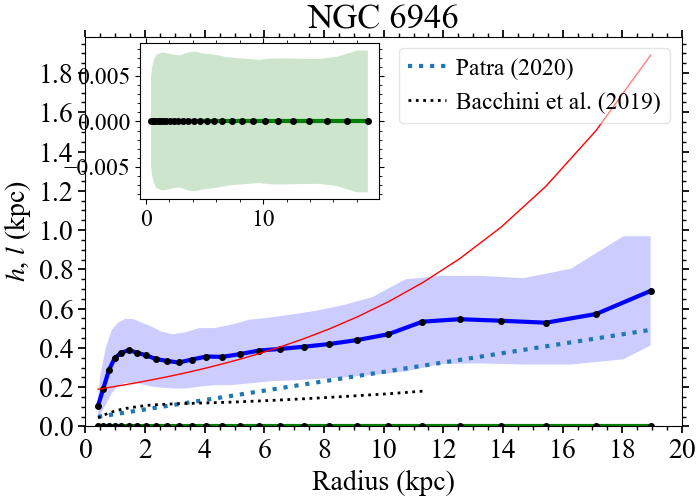 NGC 6946
h, l (kpc)
1.8
1.6
1.4
1.2
1.0
0.8
0.6
0.4
0.2
0.0
0.005
0.000
−0.005
0 10
Patra (2020)
Bacchini et al. (2019)
0 2 4 6 8 10 12 14 16 18 20
Radius (kpc)